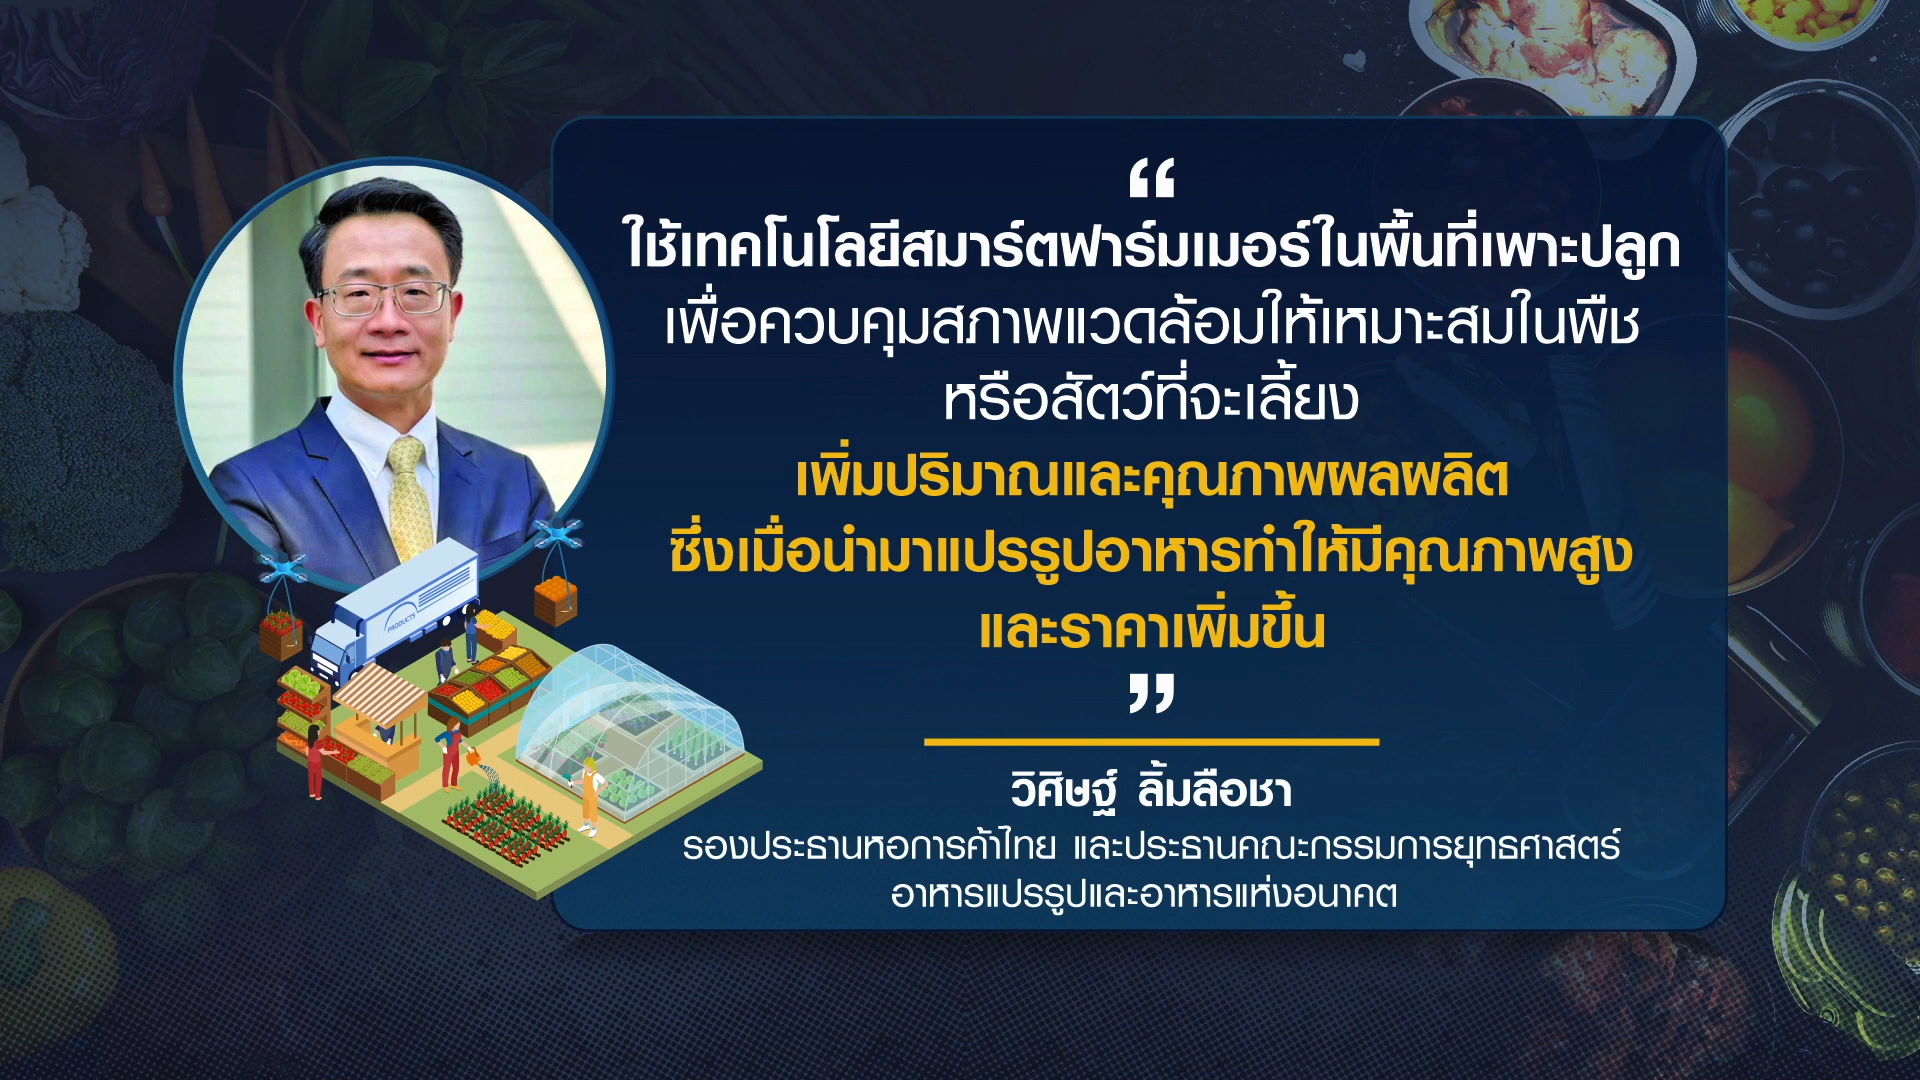 “
ใช้เทคโนโลยีสมาร์ตฟาร์มเมอร์ในพื้นที่เพาะปลูก
เพื่อควบคุมสภาพแวดล้อมให้เหมาะสมในพืช
หรือสัตว์ที่จะเลี้ยง
เพิ่มปริมาณและคุณภาพผลผลิต
ซึ่งเมื่อนำมาแปรรูปอาหารทำให้มีคุณภาพสูง
และราคาเพิ่มขึ้น
”
PRODUCTS
วิศิษฐ์ ลิ้มลือชา
รองประธานหอการค้าไทย และประธานคณะกรรมการยุทธศาสตร์
อาหารแปรรูปและอาหารแห่งอนาคต